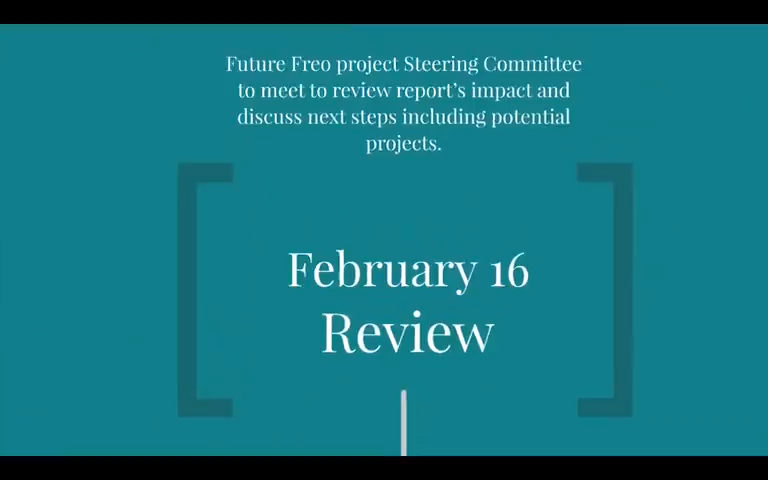 Future Freo project Steering Committee
to meet to review report's impact and
discuss next steps including potential
projects.
February 16
Review